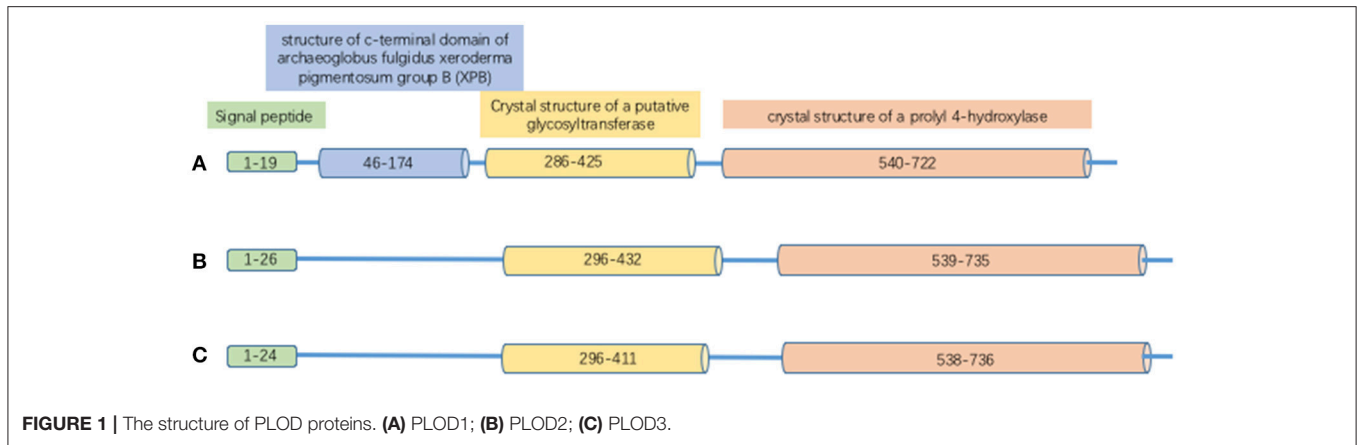 structure of c-terminal domain of
archaeoglobus fulgidus xeroderma
pigmentosum group B (XPB)
Signal peptide
Crystal structure of a putative
glycosyltransferase
crystal structure of a prolyl 4-hydroxylase
A 1-19 46-174 286-425 540-722
B 1-26 296-432 539-735
C 1-24 296-411 538-736
FIGURE 1 | The structure of PLOD proteins. (A) PLOD1; (B) PLOD2; (C) PLOD3.